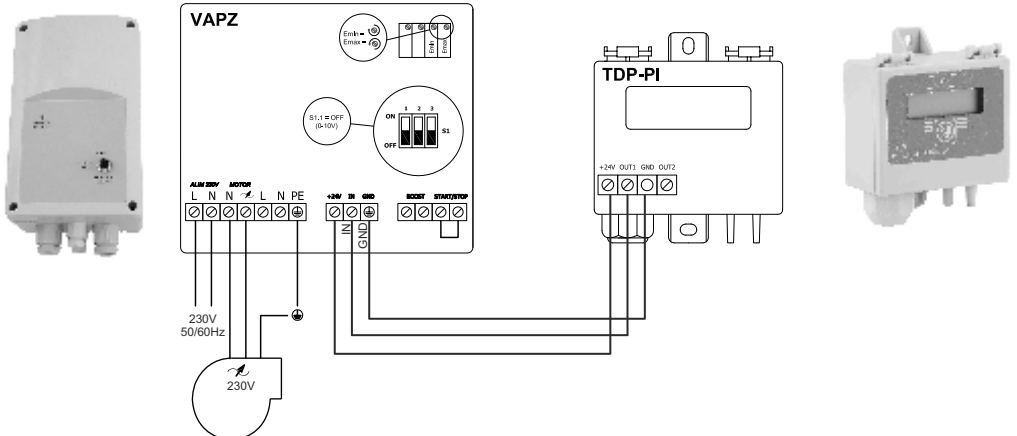 VAPZ
Emin =
Emax =
Emin
Emax
S1.1 = OFF
(0-10V)
1 2 3
ON
OFF
S1
ALIM 230V MOTOR
L N N L N PE
+24V IN GND
BOOST START/STOP
IN
GND
230V
50/60Hz
230V
TDP-PI
+24V OUT1 GND OUT2